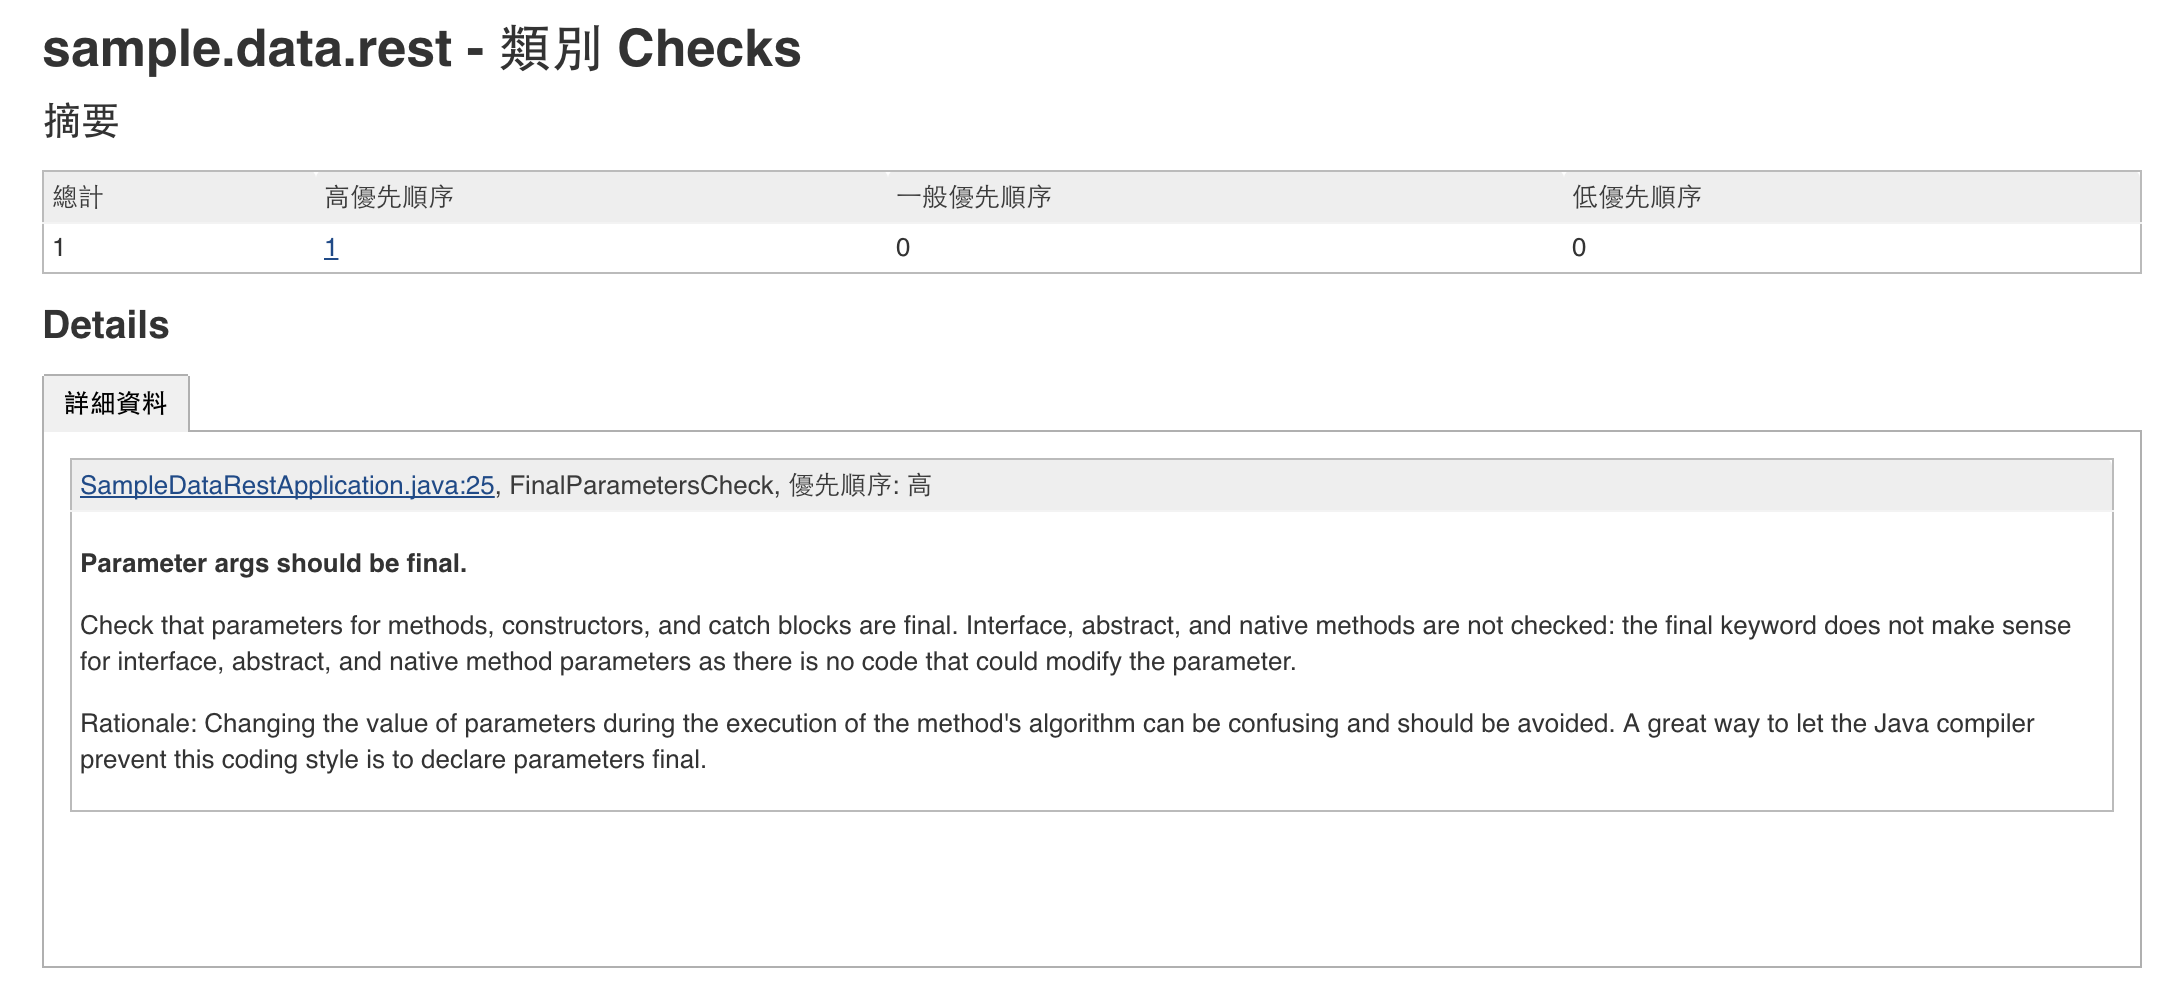 sample.data.rest - 類別 Checks
摘要
總計 高優先順序 一般優先順序 低優先順序
1 1 0 0
Details
詳細資料
SampleDataRestApplication.java:25, FinalParametersCheck, 優先順序: 高
Parameter args should be final.
Check that parameters for methods, constructors, and catch blocks are final. Interface, abstract, and native methods are not checked: the final keyword does not make sense
for interface, abstract, and native method parameters as there is no code that could modify the parameter.
Rationale: Changing the value of parameters during the execution of the method's algorithm can be confusing and should be avoided. A great way to let the Java compiler
prevent this coding style is to declare parameters final.